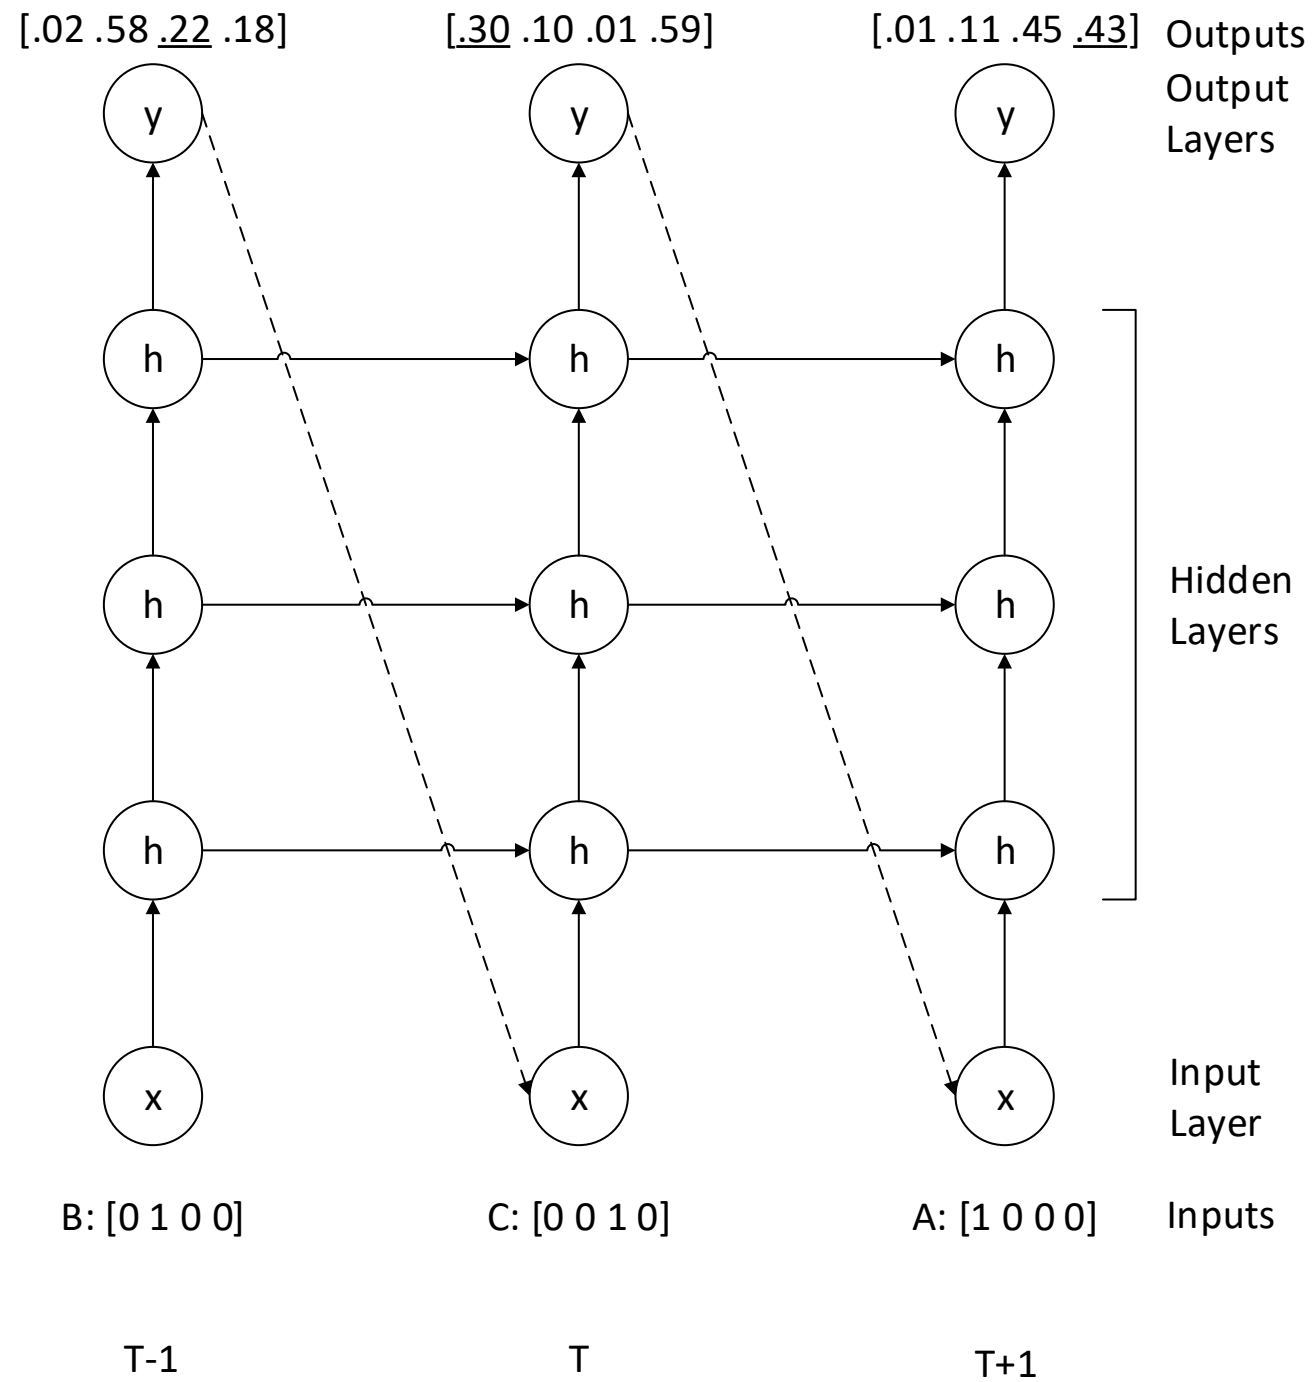 [.02 .58 .22 .18] [.30 .10 .01 .59] [.01 .11 .45 .43] Outputs
y y y Output
Layers
h h h
h h h Hidden
Layers
h h h
x x x Input
Layer
B: [0 1 0 0] C: [0 0 1 0] A: [1 0 0 0] Inputs
T-1 T T+1